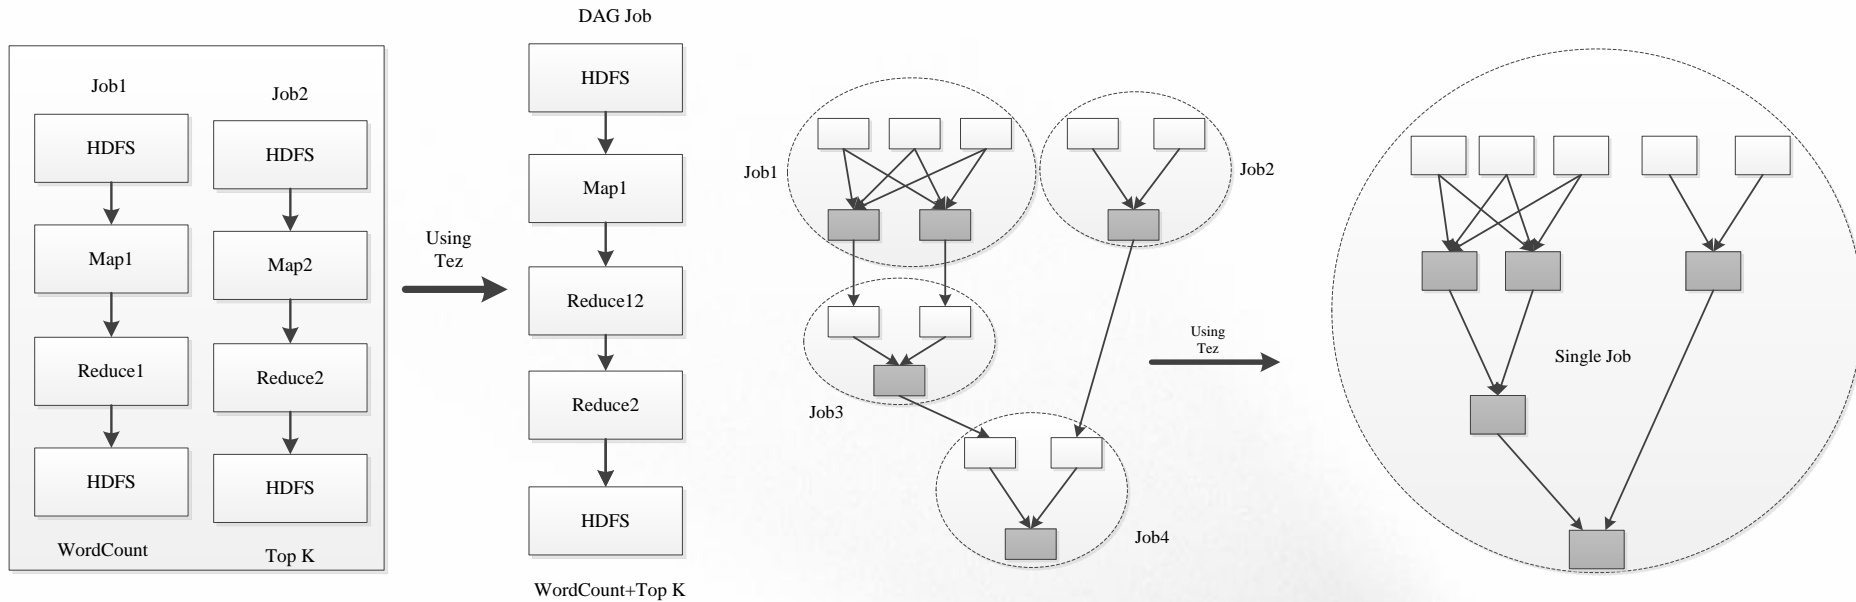 Job1
HDFS
Map1
Reduce1
HDFS
WordCount
Job2
HDFS
Map2
Reduce2
HDFS
Top K
Using
Tez
DAG Job
HDFS
Map1
Reduce12
Reduce2
HDFS
WordCount+Top K
Job1
Job2
Job3
Job4
Using
Tez
Single Job